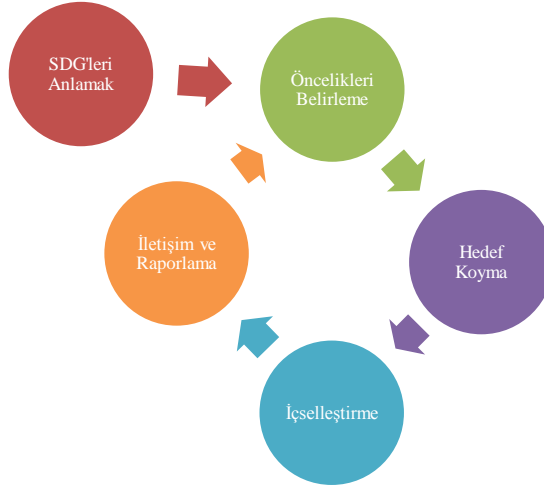 SDG'leri
Anlamak
Öncelikleri
Belirleme
Hedef
Koyma
İçselleştirme
İletişim ve
Raporlama